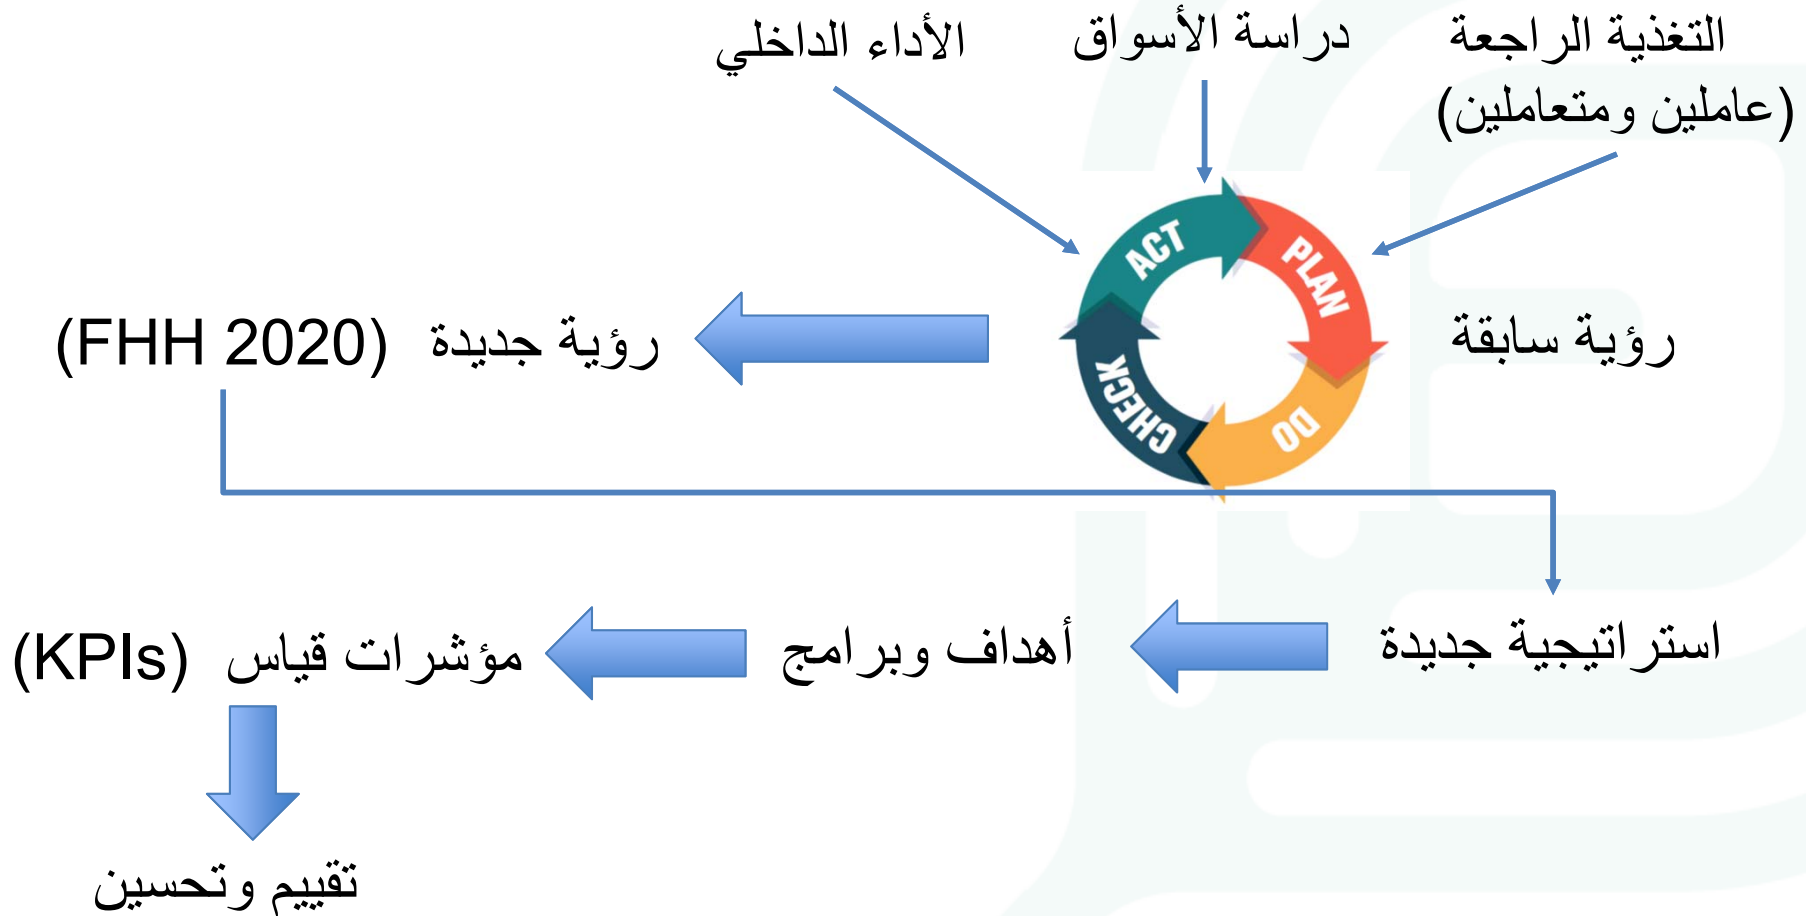 التغذية الراجعة
(عاملين ومتعاملين)
دراسة الأسواق
الأداء الداخلي
ACT
PLAN
DO
CHECK
رؤية سابقة
رؤية جديدة (FHH 2020)
استراتيجية جديدة
أهداف وبرامج
مؤشرات قياس (KPIs)
تقييم وتحسين